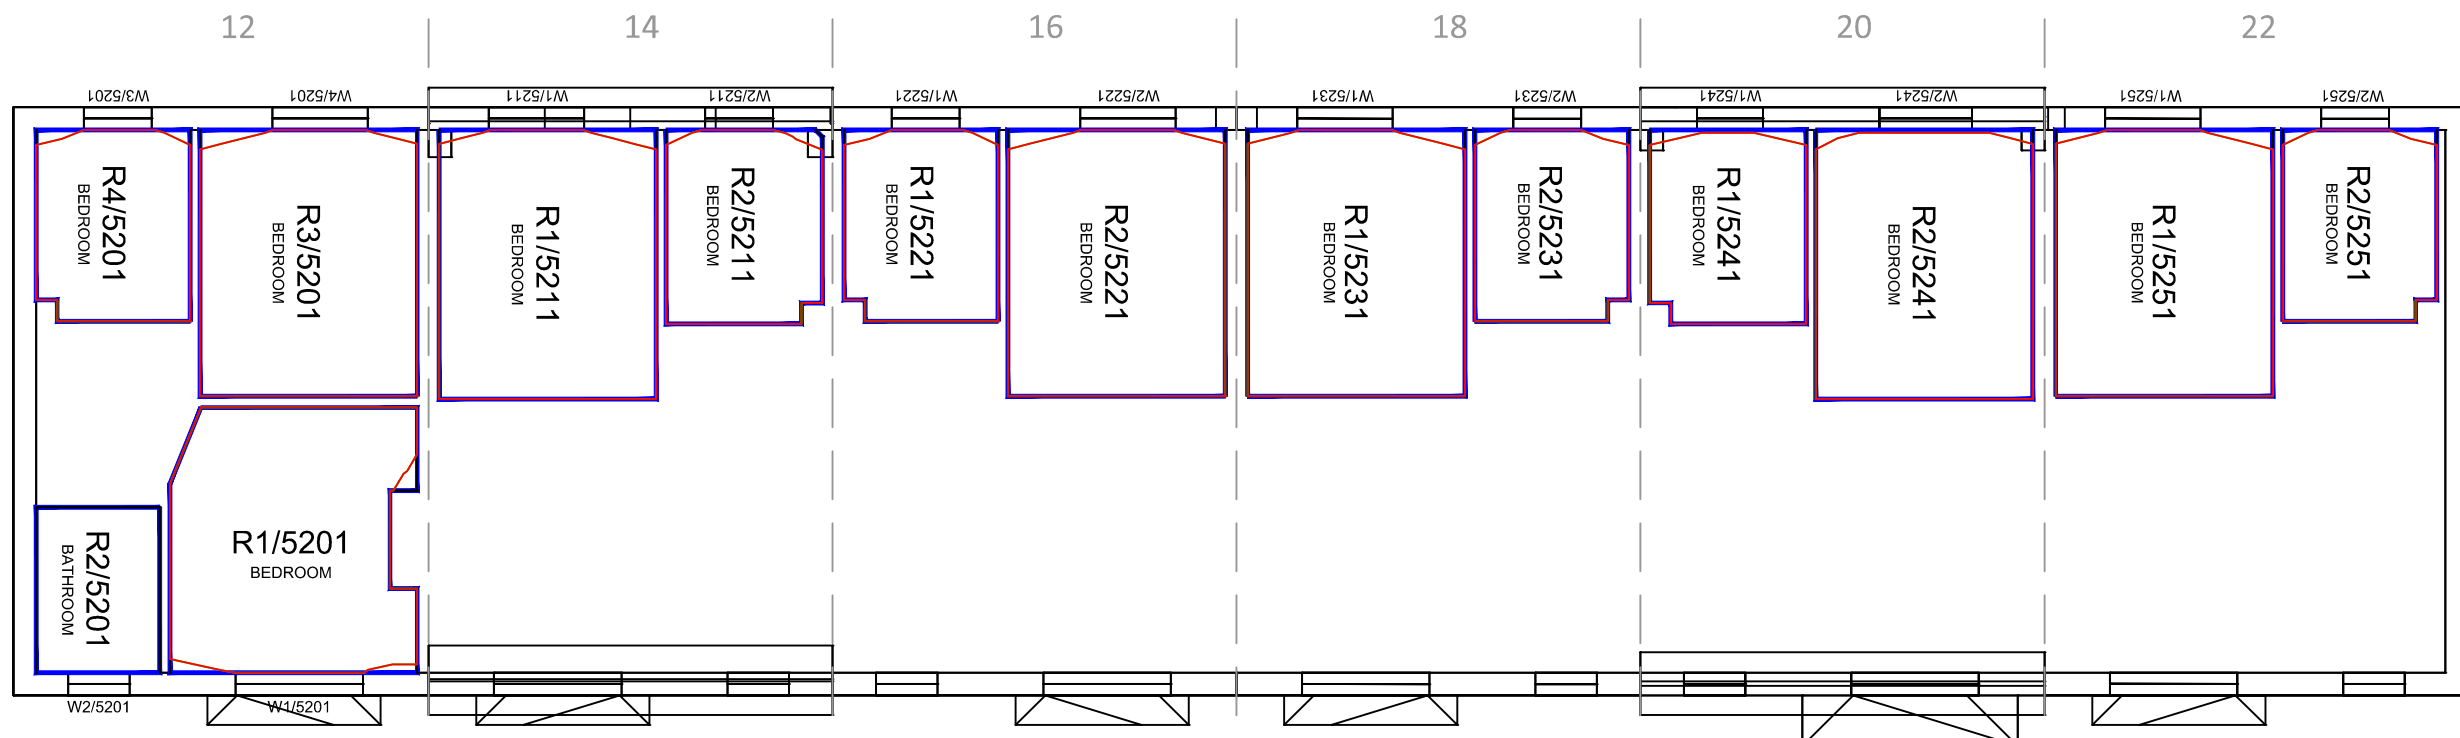 12 14 16 18 20 22
W3/5201 W4/5201 W1/5211 W2/5211 W1/5221 W2/5221 W1/5231 W2/5231 W1/5241 W2/5241 W1/5251 W2/5251
R4/5201
BEDROOM
R3/5201
BEDROOM
R1/5211
BEDROOM
R2/5211
BEDROOM
R1/5221
BEDROOM
R2/5221
BEDROOM
R1/5231
BEDROOM
R2/5231
BEDROOM
R1/5241
BEDROOM
R2/5241
BEDROOM
R1/5251
BEDROOM
R2/5251
BEDROOM
R2/5201
BATHROOM
R1/5201
BEDROOM
W2/5201 W1/5201